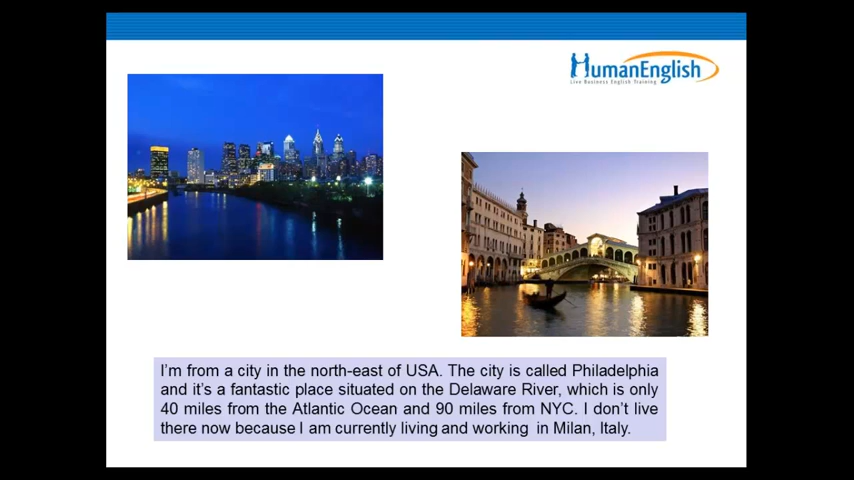 HumanEnglish
Live Business English Training
I'm from a city in the north-east of USA. The city is called Philadelphia
and it's a fantastic place situated on the Delaware River, which is only
40 miles from the Atlantic Ocean and 90 miles from NYC. I don't live
there now because I am currently living and working in Milan, Italy.